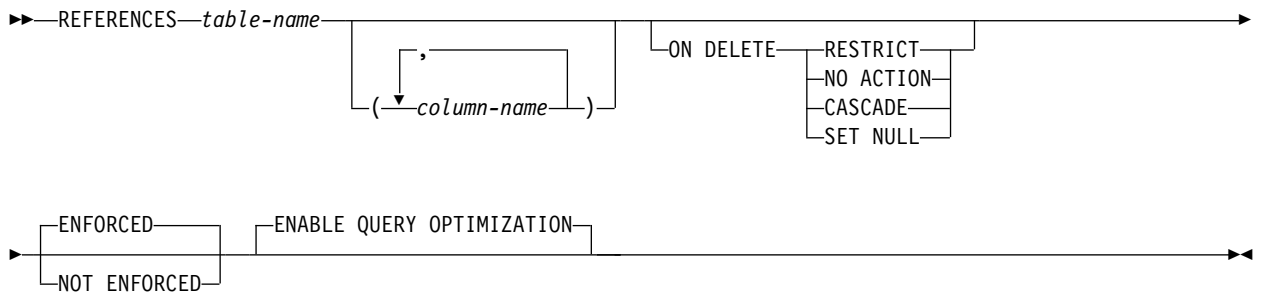 REFERENCES table-name
,
( column-name )
ON DELETE RESTRICT
NO ACTION
CASCADE
SET NULL
ENFORCED
NOT ENFORCED
ENABLE QUERY OPTIMIZATION